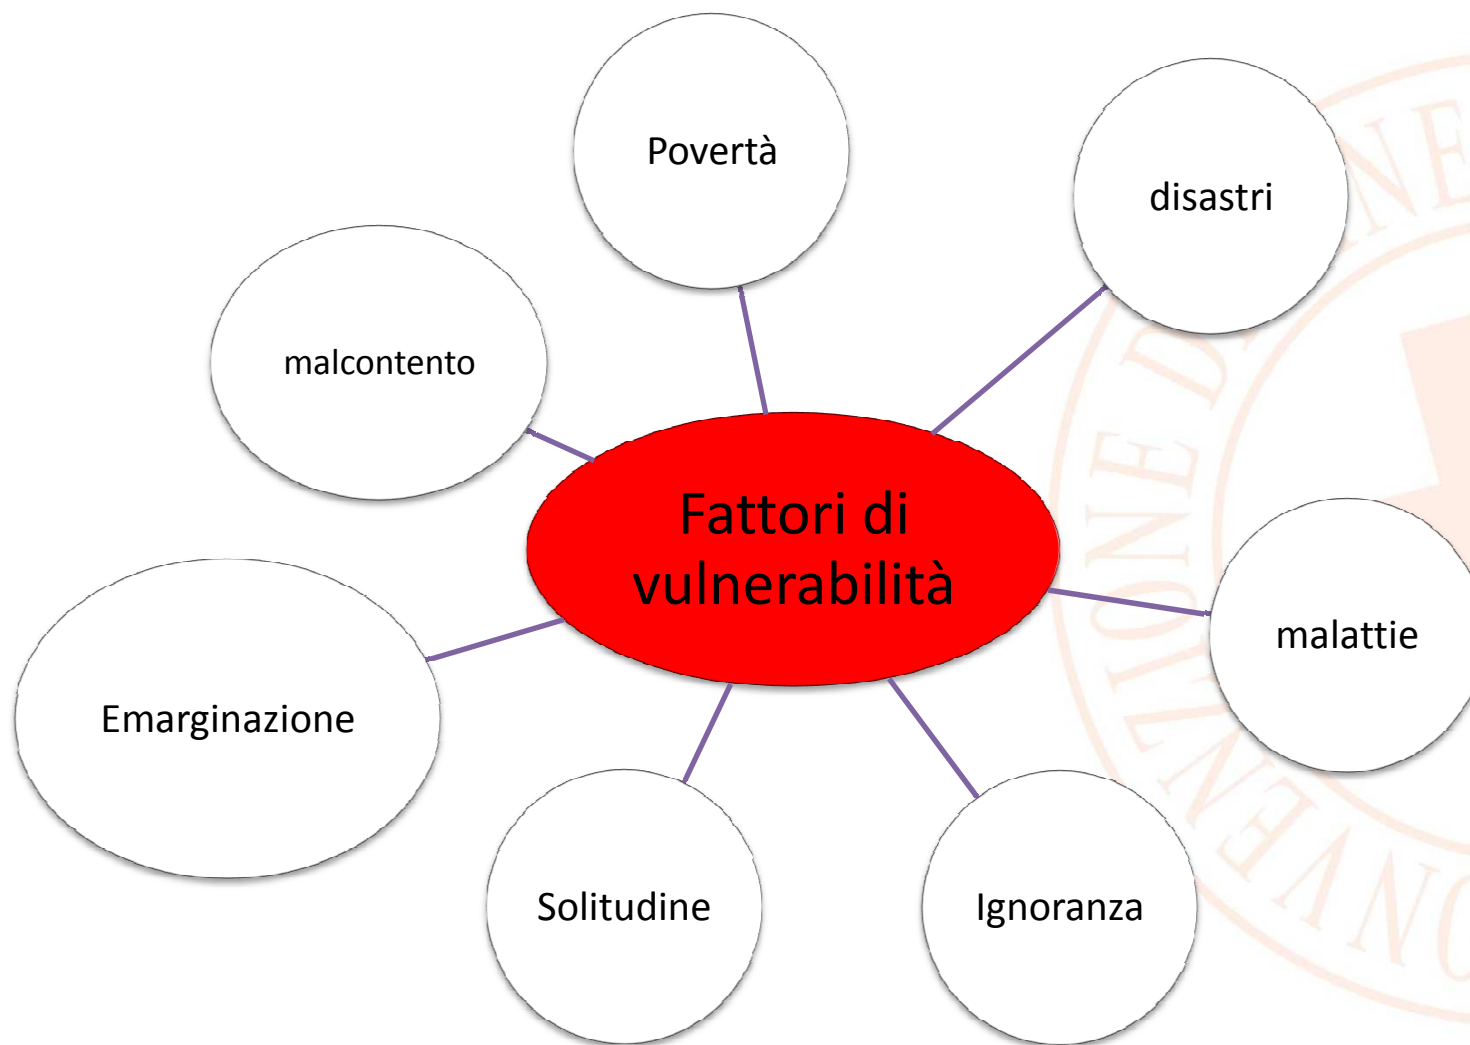 Povertà
disastri
malcontento
Fattori di
vulnerabilità
malattie
Emarginazione
Solitudine
Ignoranza